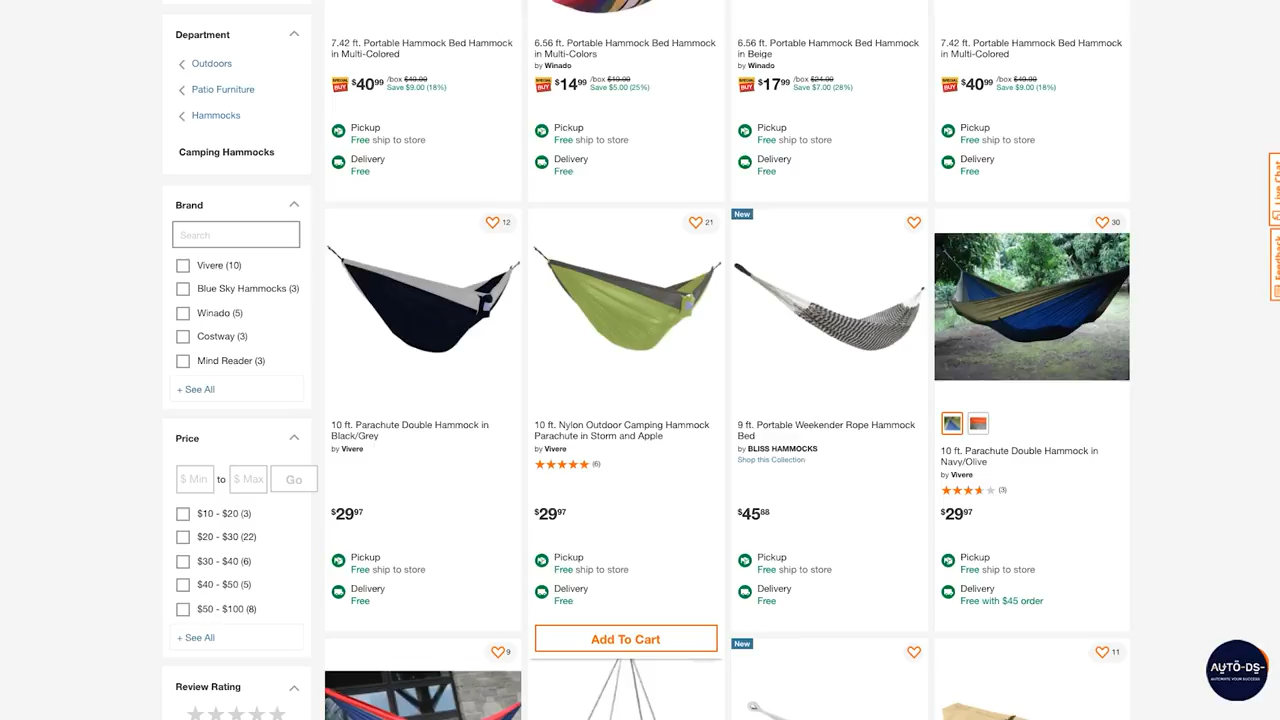 Department
Outdoors
Patio Furniture
Hammocks
Camping Hammocks
Brand
Search
Vivere (10)
Blue Sky Hammocks (3)
Winado (5)
Costway (3)
Mind Reader (3)
+ See All
Price
$ Min to $ Max Go
$10 - $20 (3)
$20 - $30 (22)
$30 - $40 (6)
$40 - $50 (5)
$50 - $100 (8)
+ See All
Review Rating
7.42 ft. Portable Hammock Bed Hammock
in Multi-Colored
SPECIAL BUY $40 99 /box $49.99
Save $9.00 (18%)
Pickup
Free ship to store
Delivery
Free
6.56 ft. Portable Hammock Bed Hammock
in Multi-Colors
by Winado
SPECIAL BUY $14 99 /box $19.99
Save $5.00 (25%)
Pickup
Free ship to store
Delivery
Free
6.56 ft. Portable Hammock Bed Hammock
in Beige
by Winado
SPECIAL BUY $17 99 /box $24.99
Save $7.00 (28%)
Pickup
Free ship to store
Delivery
Free
7.42 ft. Portable Hammock Bed Hammock
in Multi-Colored
SPECIAL BUY $40 99 /box $49.99
Save $9.00 (18%)
Pickup
Free ship to store
Delivery
Free
12
10 ft. Parachute Double Hammock in
Black/Grey
by Vivere
$29 97
Pickup
Free ship to store
Delivery
Free
21
10 ft. Nylon Outdoor Camping Hammock
Parachute in Storm and Apple
by Vivere
(6)
$29 97
Pickup
Free ship to store
Delivery
Free
Add To Cart
New
9 ft. Portable Weekender Rope Hammock
Bed
by BLISS HAMMOCKS
Shop this Collection
$45 88
Pickup
Free ship to store
Delivery
Free
30
10 ft. Parachute Double Hammock in
Navy/Olive
by Vivere
(3)
$29 97
Pickup
Free ship to store
Delivery
Free with $45 order
9
New
11
Live Chat
Feedback
AUTO-DS
AUTOMATE YOUR SUCCESS